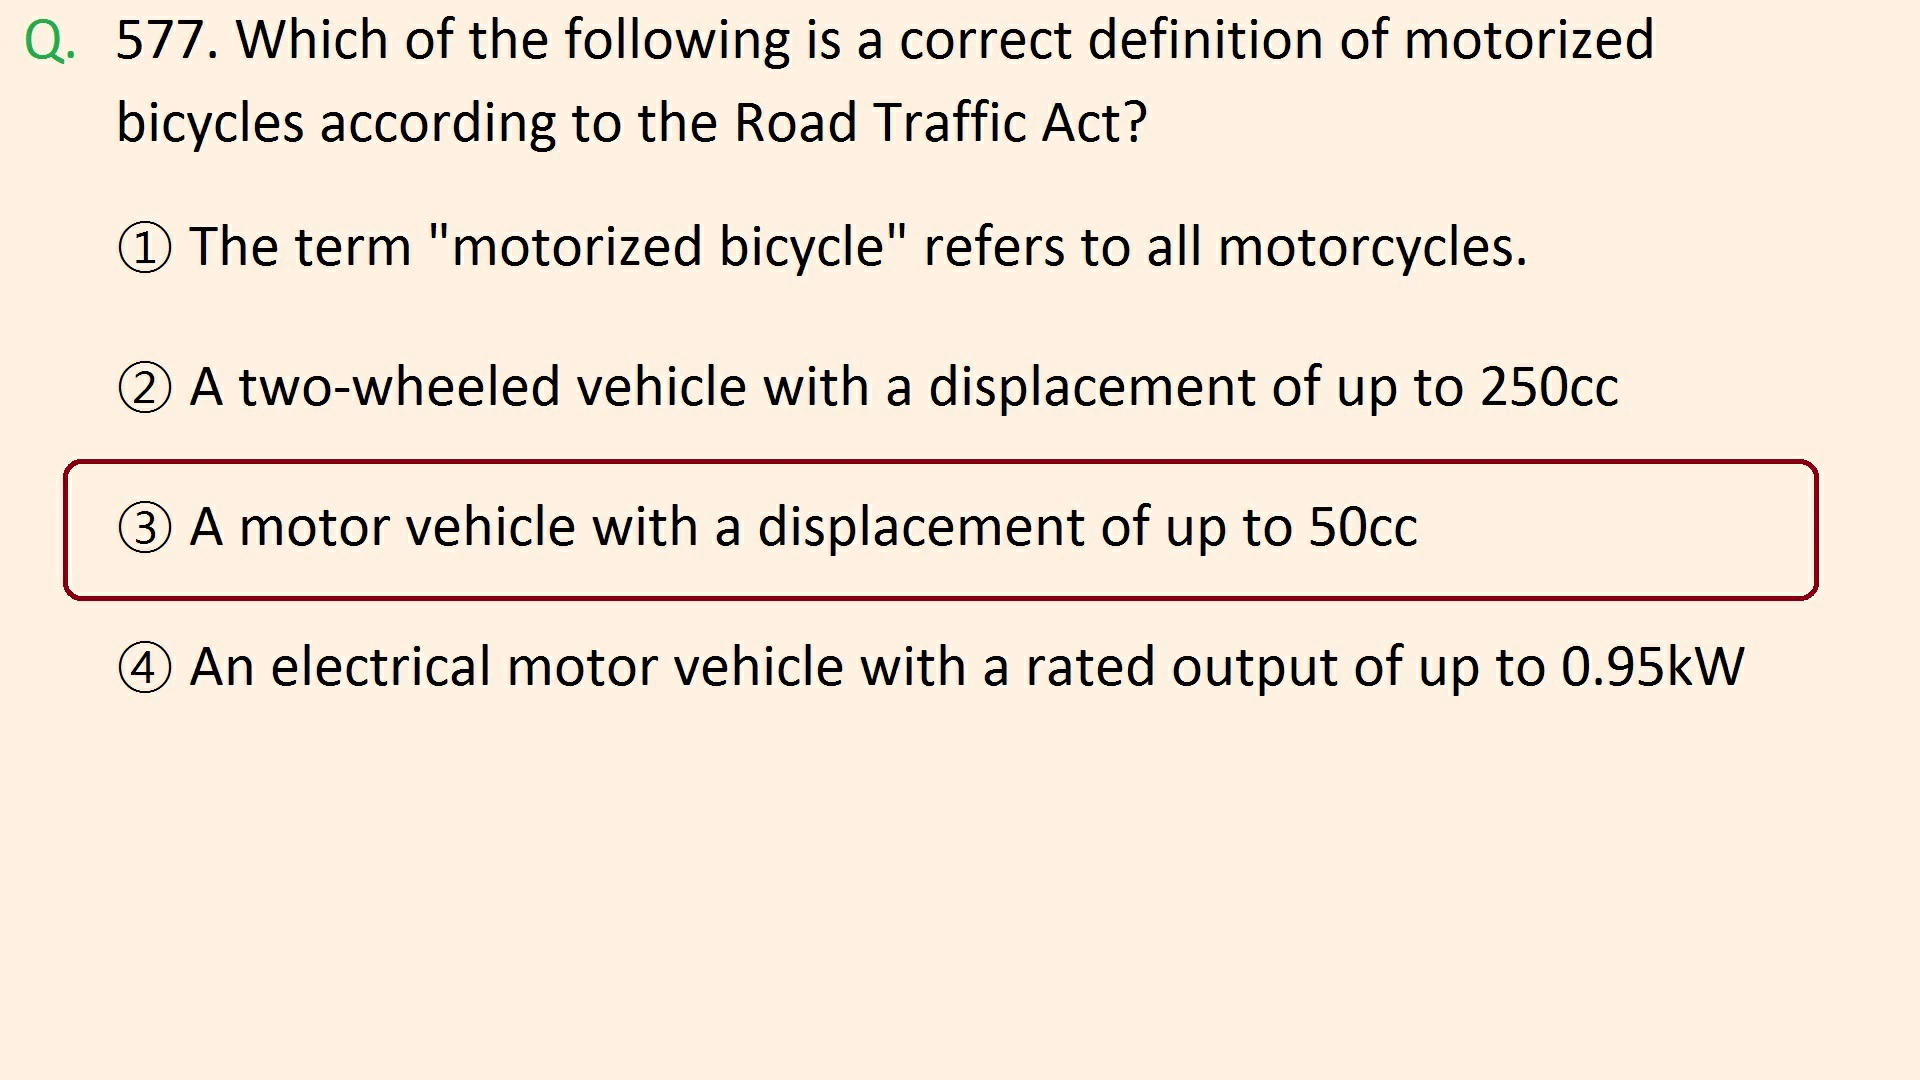 Q. 577. Which of the following is a correct definition of motorized
bicycles according to the Road Traffic Act?
① The term "motorized bicycle" refers to all motorcycles.
② A two-wheeled vehicle with a displacement of up to 250cc
③ A motor vehicle with a displacement of up to 50cc
④ An electrical motor vehicle with a rated output of up to 0.95kW